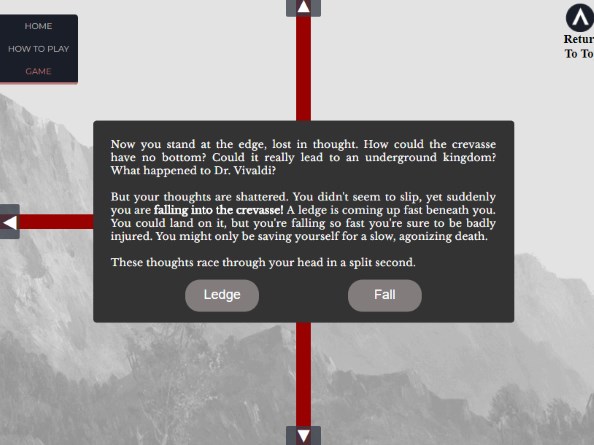 HOME
HOW TO PLAY
GAME
Retur
To To
Now you stand at the edge, lost in thought. How could the crevasse
have no bottom? Could it really lead to an underground kingdom?
What happened to Dr. Vivaldi?
But your thoughts are shattered. You didn't seem to slip, yet suddenly
you are falling into the crevasse! A ledge is coming up fast beneath you.
You could land on it, but you're falling so fast you're sure to be badly
injured. You might only be saving yourself for a slow, agonizing death.
These thoughts race through your head in a split second.
Ledge
Fall